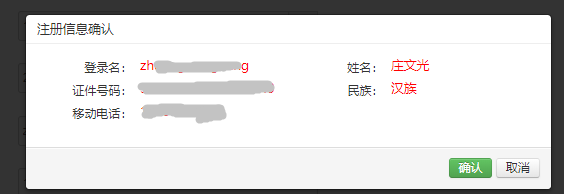 注册信息确认
登录名： 姓名： 庄文光
证件号码： 民族： 汉族
移动电话：
确认 取消